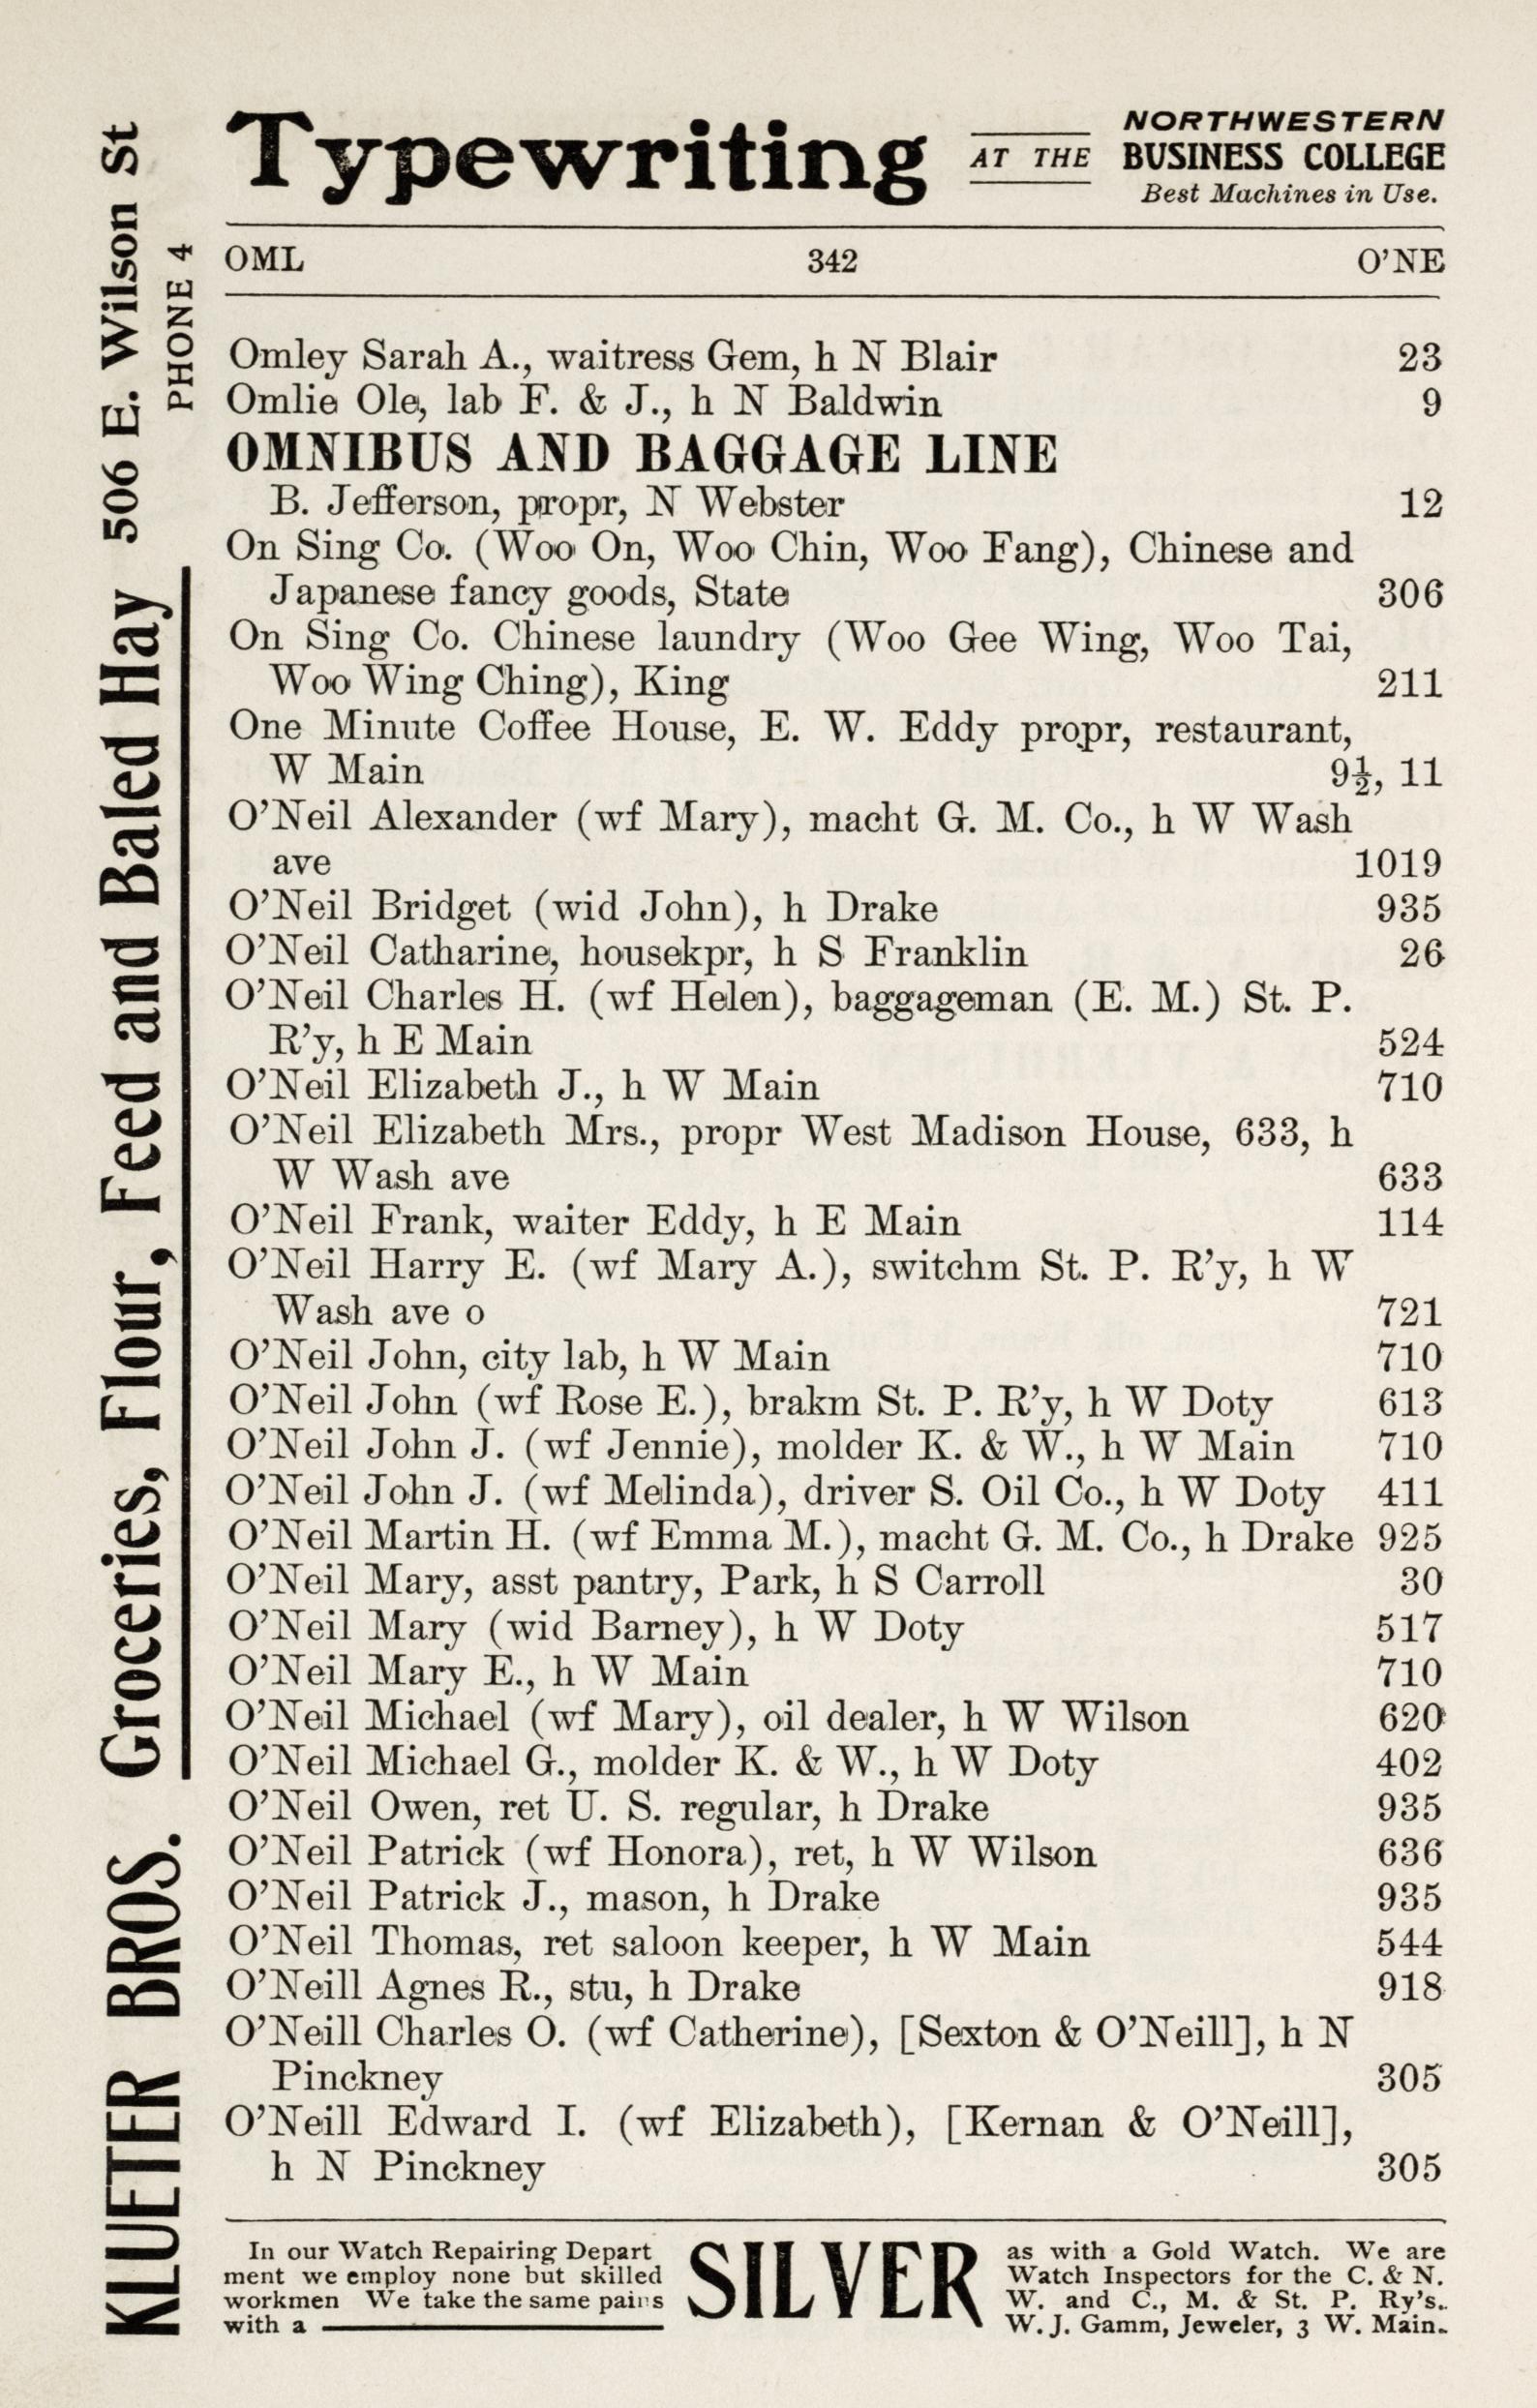 Typewriting AT THE NORTHWESTERN BUSINESS COLLEGE
Best Machines in Use.
OML 342 O'NE
Omley Sarah A., waitress Gem, h N Blair 23
Omlie Ole, lab F. & J., h N Baldwin 9
OMNIBUS AND BAGGAGE LINE
B. Jefferson, propr, N Webster 12
On Sing Co. (Woo On, Woo Chin, Woo Fang), Chinese and
Japanese fancy goods, State 306
On Sing Co. Chinese laundry (Woo Gee Wing, Woo Tai,
Woo Wing Ching), King 211
One Minute Coffee House, E. W. Eddy propr, restaurant,
W Main 9½, 11
O'Neil Alexander (wf Mary), macht G. M. Co., h W Wash
ave 1019
O'Neil Bridget (wid John), h Drake 935
O'Neil Catharine, housekpr, h S Franklin 26
O'Neil Charles H. (wf Helen), baggageman (E. M.) St. P.
R'y, h E Main 524
O'Neil Elizabeth J., h W Main 710
O'Neil Elizabeth Mrs., propr West Madison House, 633, h
W Wash ave 633
O'Neil Frank, waiter Eddy, h E Main 114
O'Neil Harry E. (wf Mary A.), switchm St. P. R'y, h W
Wash ave o 721
O'Neil John, city lab, h W Main 710
O'Neil John (wf Rose E.), brakm St. P. R'y, h W Doty 613
O'Neil John J. (wf Jennie), molder K. & W., h W Main 710
O'Neil John J. (wf Melinda), driver S. Oil Co., h W Doty 411
O'Neil Martin H. (wf Emma M.), macht G. M. Co., h Drake 925
O'Neil Mary, asst pantry, Park, h S Carroll 30
O'Neil Mary (wid Barney), h W Doty 517
O'Neil Mary E., h W Main 710
O'Neil Michael (wf Mary), oil dealer, h W Wilson 620
O'Neil Michael G., molder K. & W., h W Doty 402
O'Neil Owen, ret U. S. regular, h Drake 935
O'Neil Patrick (wf Honora), ret, h W Wilson 636
O'Neil Patrick J., mason, h Drake 935
O'Neil Thomas, ret saloon keeper, h W Main 544
O'Neill Agnes R., stu, h Drake 918
O'Neill Charles O. (wf Catherine), [Sexton & O'Neill], h N
Pinckney 305
O'Neill Edward I. (wf Elizabeth), [Kernan & O'Neill],
h N Pinckney 305
In our Watch Repairing Depart
ment we employ none but skilled
workmen We take the same pains
with a
SILVER
as with a Gold Watch. We are
Watch Inspectors for the C. & N.
W. and C., M. & St. P. Ry's.
W. J. Gamm, Jeweler, 3 W. Main.
KLUETER BROS. Groceries, Flour, Feed and Baled Hay 506 E. Wilson St
PHONE 4